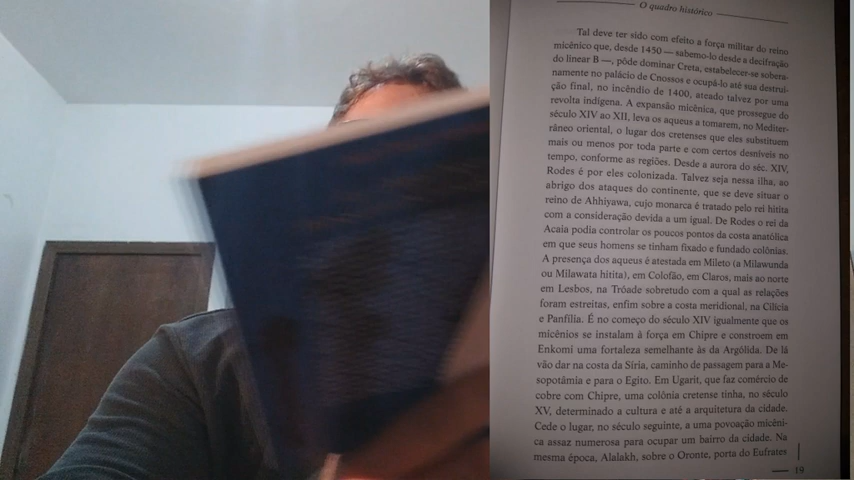 O quadro histórico
Tal deve ter sido com efeito a força militar do reino
micênico que, desde 1450 — sabemo-lo desde a decifração
do linear B —, pôde dominar Creta, estabelecer-se sobera-
namente no palácio de Cnossos e ocupá-lo até sua destrui-
ção final, no incêndio de 1400, ateado talvez por uma
revolta indígena. A expansão micênica, que prossegue do
século XIV ao XII, leva os aqueus a tomarem, no Mediter-
râneo oriental, o lugar dos cretenses que eles substituem
mais ou menos por toda parte e com certos desníveis no
tempo, conforme as regiões. Desde a aurora do séc. XIV,
Rodes é por eles colonizada. Talvez seja nessa ilha, ao
abrigo dos ataques do continente, que se deve situar o
reino de Ahhiyawa, cujo monarca é tratado pelo rei hitita
com a consideração devida a um igual. De Rodes o rei da
Acaia podia controlar os poucos pontos da costa anatólica
em que seus homens se tinham fixado e fundado colônias.
A presença dos aqueus é atestada em Mileto (a Milawunda
ou Milawata hitita), em Colofão, em Claros, mais ao norte
em Lesbos, na Tróade sobretudo com a qual as relações
foram estreitas, enfim sobre a costa meridional, na Cilícia
e Panfília. É no começo do século XIV igualmente que os
micênios se instalam à força em Chipre e constroem em
Enkomi uma fortaleza semelhante às da Argólida. De lá
vão dar na costa da Síria, caminho de passagem para a Me-
sopotâmia e para o Egito. Em Ugarit, que faz comércio de
cobre com Chipre, uma colônia cretense tinha, no século
XV, determinado a cultura e até a arquitetura da cidade.
Cede o lugar, no século seguinte, a uma povoação micêni-
ca assaz numerosa para ocupar um bairro da cidade. Na
mesma época, Alalakh, sobre o Oronte, porta do Eufrates
19